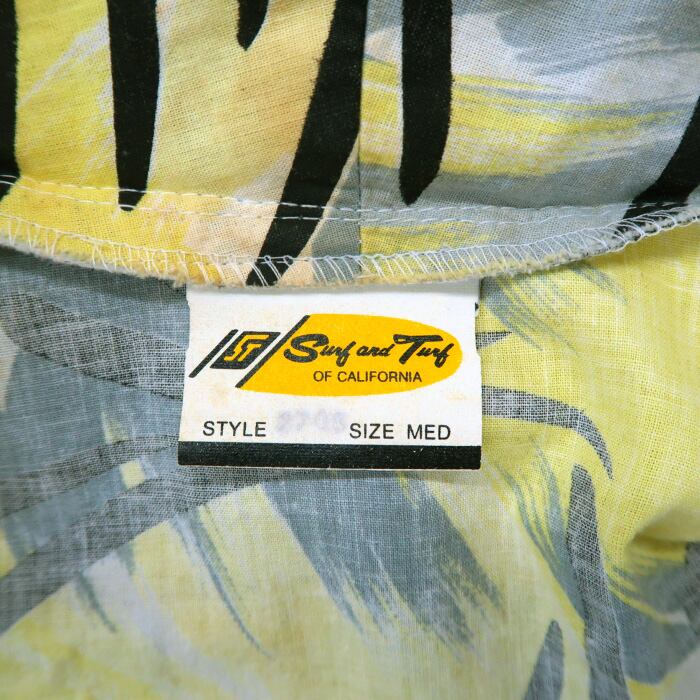 ST Surf and Turf
OF CALIFORNIA
STYLE SIZE MED